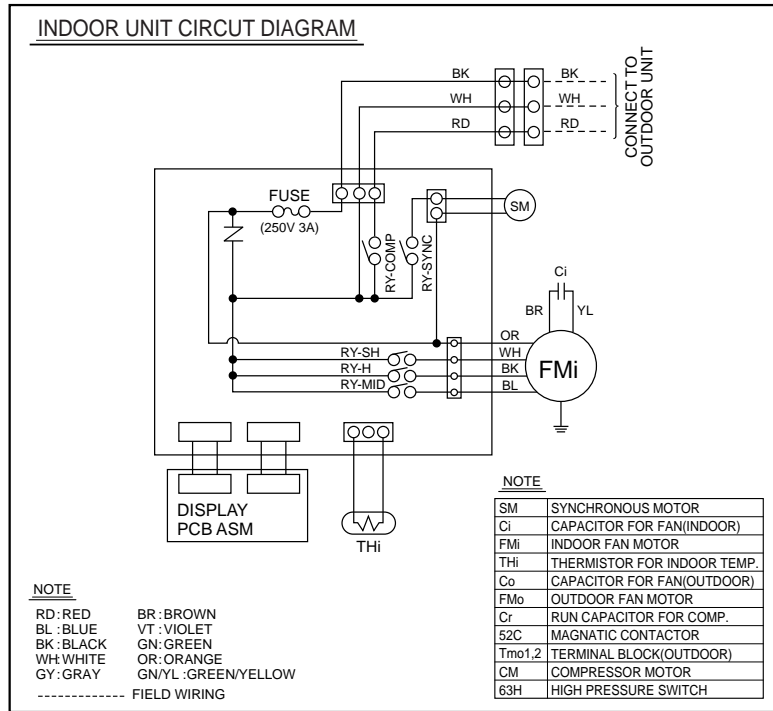 INDOOR UNIT CIRCUT DIAGRAM
BK
BK
WH
WH
RD
RD
CONNECT TO
OUTDOOR UNIT
FUSE
(250V 3A)
RY-COMP
RY-SYNC
SM
Ci
BR
YL
OR
RY-SH
WH
RY-H
BK
RY-MID
BL
FMi
DISPLAY
PCB ASM
THi
NOTE
SM SYNCHRONOUS MOTOR
Ci CAPACITOR FOR FAN(INDOOR)
FMi INDOOR FAN MOTOR
THi THERMISTOR FOR INDOOR TEMP.
Co CAPACITOR FOR FAN(OUTDOOR)
FMo OUTDOOR FAN MOTOR
Cr RUN CAPACITOR FOR COMP.
52C MAGNATIC CONTACTOR
Tmo1,2 TERMINAL BLOCK(OUTDOOR)
CM COMPRESSOR MOTOR
63H HIGH PRESSURE SWITCH
NOTE
RD:RED BR:BROWN
BL:BLUE VT:VIOLET
BK:BLACK GN:GREEN
WH:WHITE OR:ORANGE
GY:GRAY GN/YL :GREEN/YELLOW
------------- FIELD WIRING